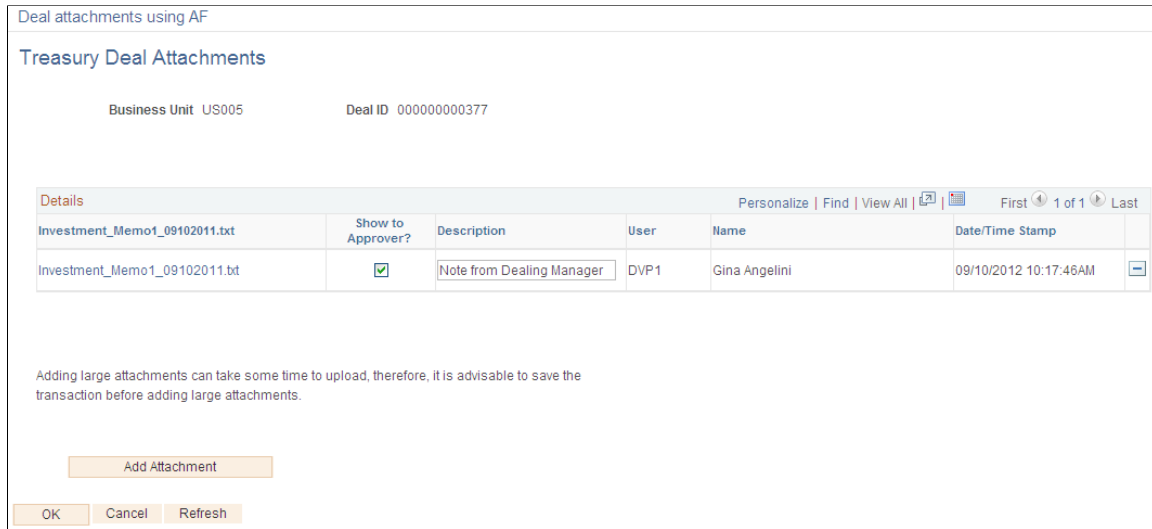 Deal attachments using AF
Treasury Deal Attachments
Business Unit US005 Deal ID 000000000377
Details Personalize | Find | View All | | First 1 of 1 Last
Investment_Memo1_09102011.txt Show to Approver? Description User Name Date/Time Stamp
Investment_Memo1_09102011.txt Note from Dealing Manager DVP1 Gina Angelini 09/10/2012 10:17:46AM
Adding large attachments can take some time to upload, therefore, it is advisable to save the
transaction before adding large attachments.
Add Attachment
OK Cancel Refresh